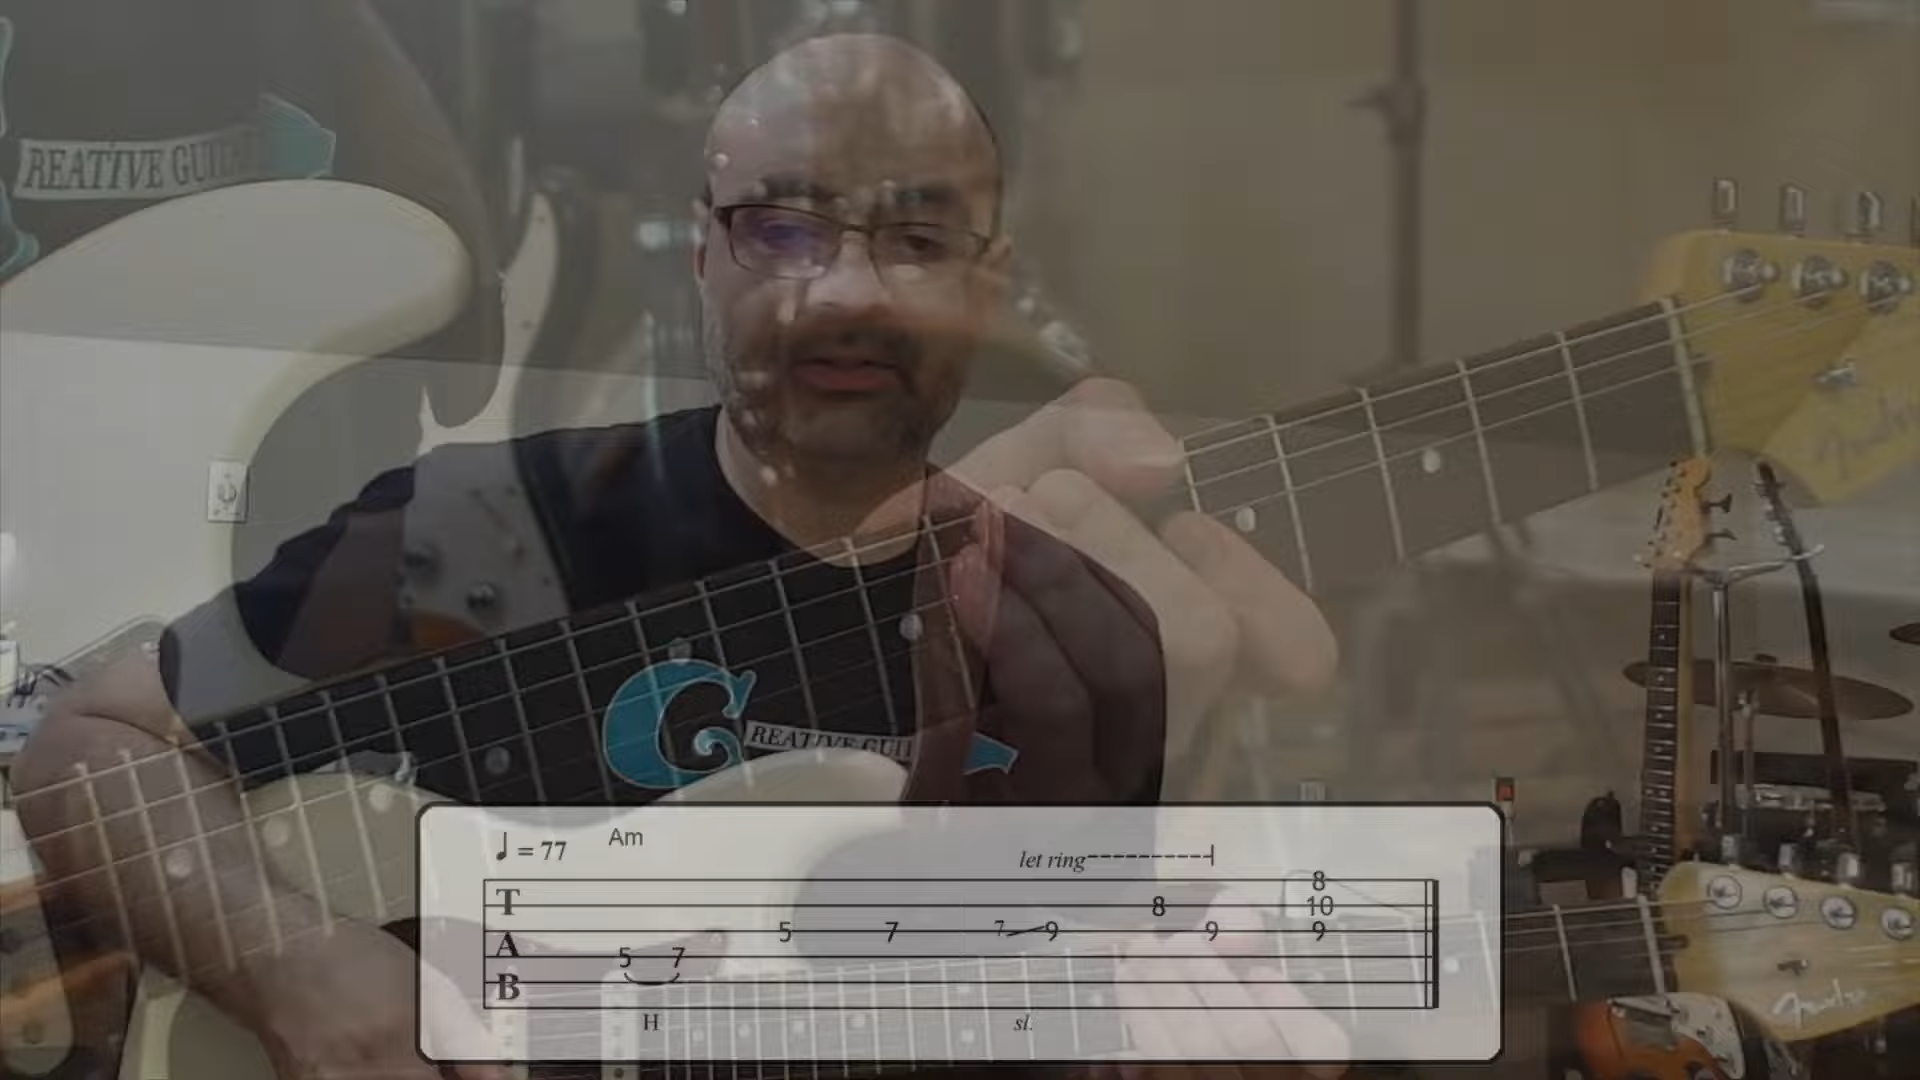 REATIVE GUI
REATIVE GUI
♩ = 77
Am
let ring
T
A
B
8
8
10
5
7
7
9
9
9
5
7
H
sl.
Fender